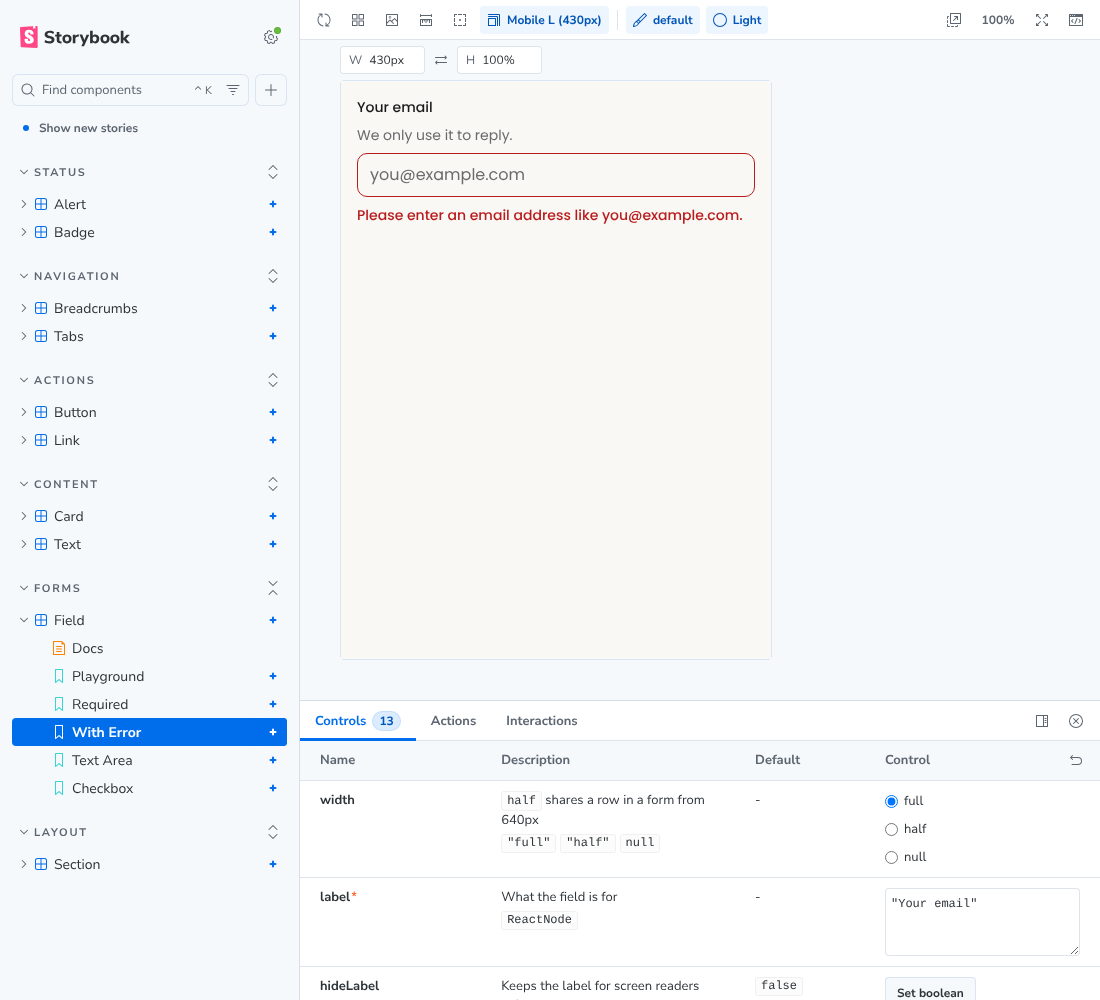 Storybook
Find components
^ K
Show new stories
STATUS
Alert
Badge
NAVIGATION
Breadcrumbs
Tabs
ACTIONS
Button
Link
CONTENT
Card
Text
FORMS
Field
Docs
Playground
Required
With Error
Text Area
Checkbox
LAYOUT
Section
Mobile L (430px)
default
Light
100%
W 430px
H 100%
Your email
We only use it to reply.
you@example.com
Please enter an email address like you@example.com.
Controls 13
Actions
Interactions
Name Description Default Control
width
half shares a row in a form from
640px
"full" "half" null
-
full
half
null
label*
What the field is for
ReactNode
-
"Your email"
hideLabel
Keeps the label for screen readers
false
Set boolean